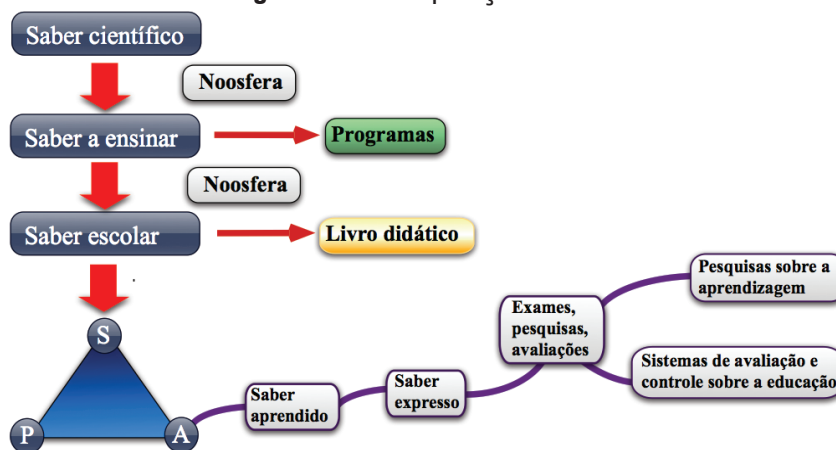 Saber científico
Noosfera
Saber a ensinar
Programas
Noosfera
Saber escolar
Livro didático
S
P
A
Saber
aprendido
Saber
expresso
Exames,
pesquisas,
avaliações
Pesquisas sobre a
aprendizagem
Sistemas de avaliação e
controle sobre a educação